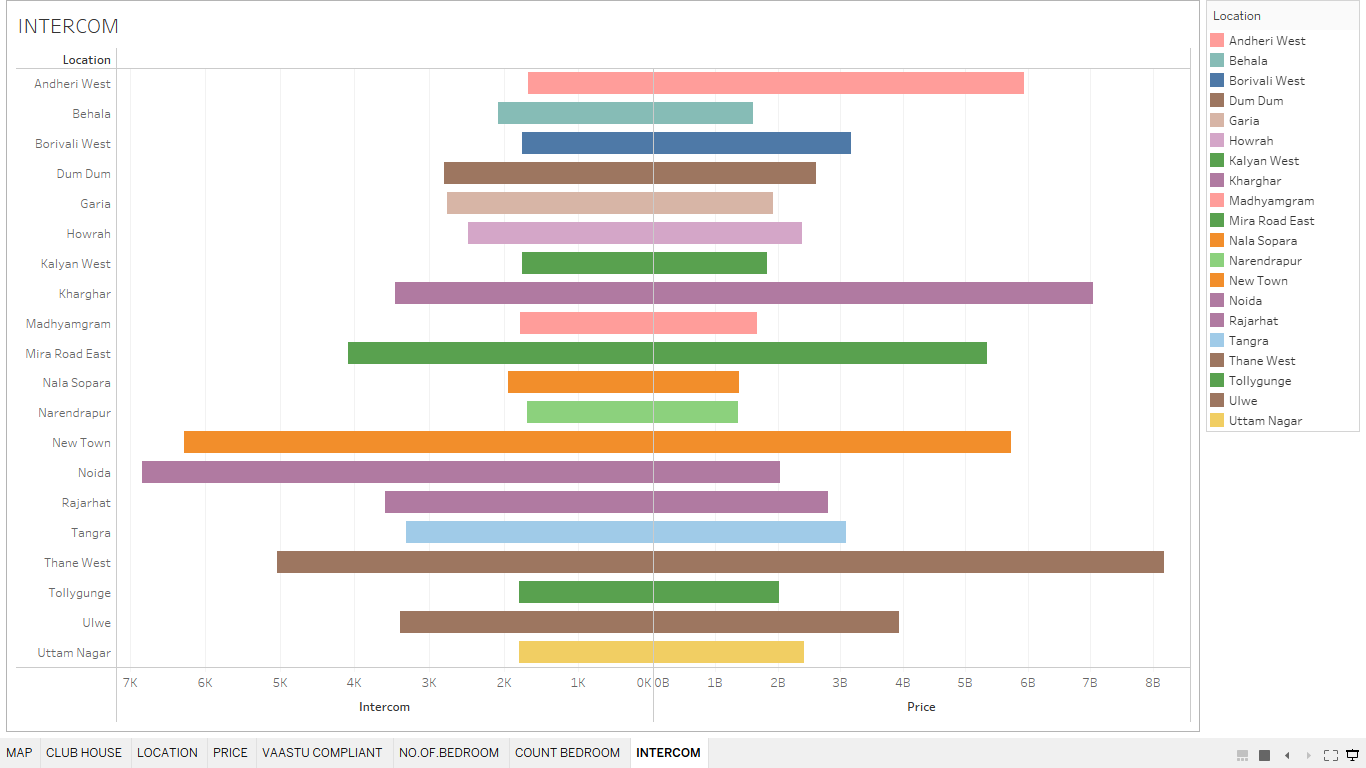 INTERCOM
Location
Andheri West
Behala
Borivali West
Dum Dum
Garia
Howrah
Kalyan West
Kharghar
Madhyamgram
Mira Road East
Nala Sopara
Narendrapur
New Town
Noida
Rajarhat
Tangra
Thane West
Tollygunge
Ulwe
Uttam Nagar
7K 6K 5K 4K 3K 2K 1K 0K 0B 1B 2B 3B 4B 5B 6B 7B 8B
Intercom Price
Location
Andheri West
Behala
Borivali West
Dum Dum
Garia
Howrah
Kalyan West
Kharghar
Madhyamgram
Mira Road East
Nala Sopara
Narendrapur
New Town
Noida
Rajarhat
Tangra
Thane West
Tollygunge
Ulwe
Uttam Nagar
MAP CLUB HOUSE LOCATION PRICE VAASTU COMPLIANT NO.OF.BEDROOM COUNT BEDROOM INTERCOM